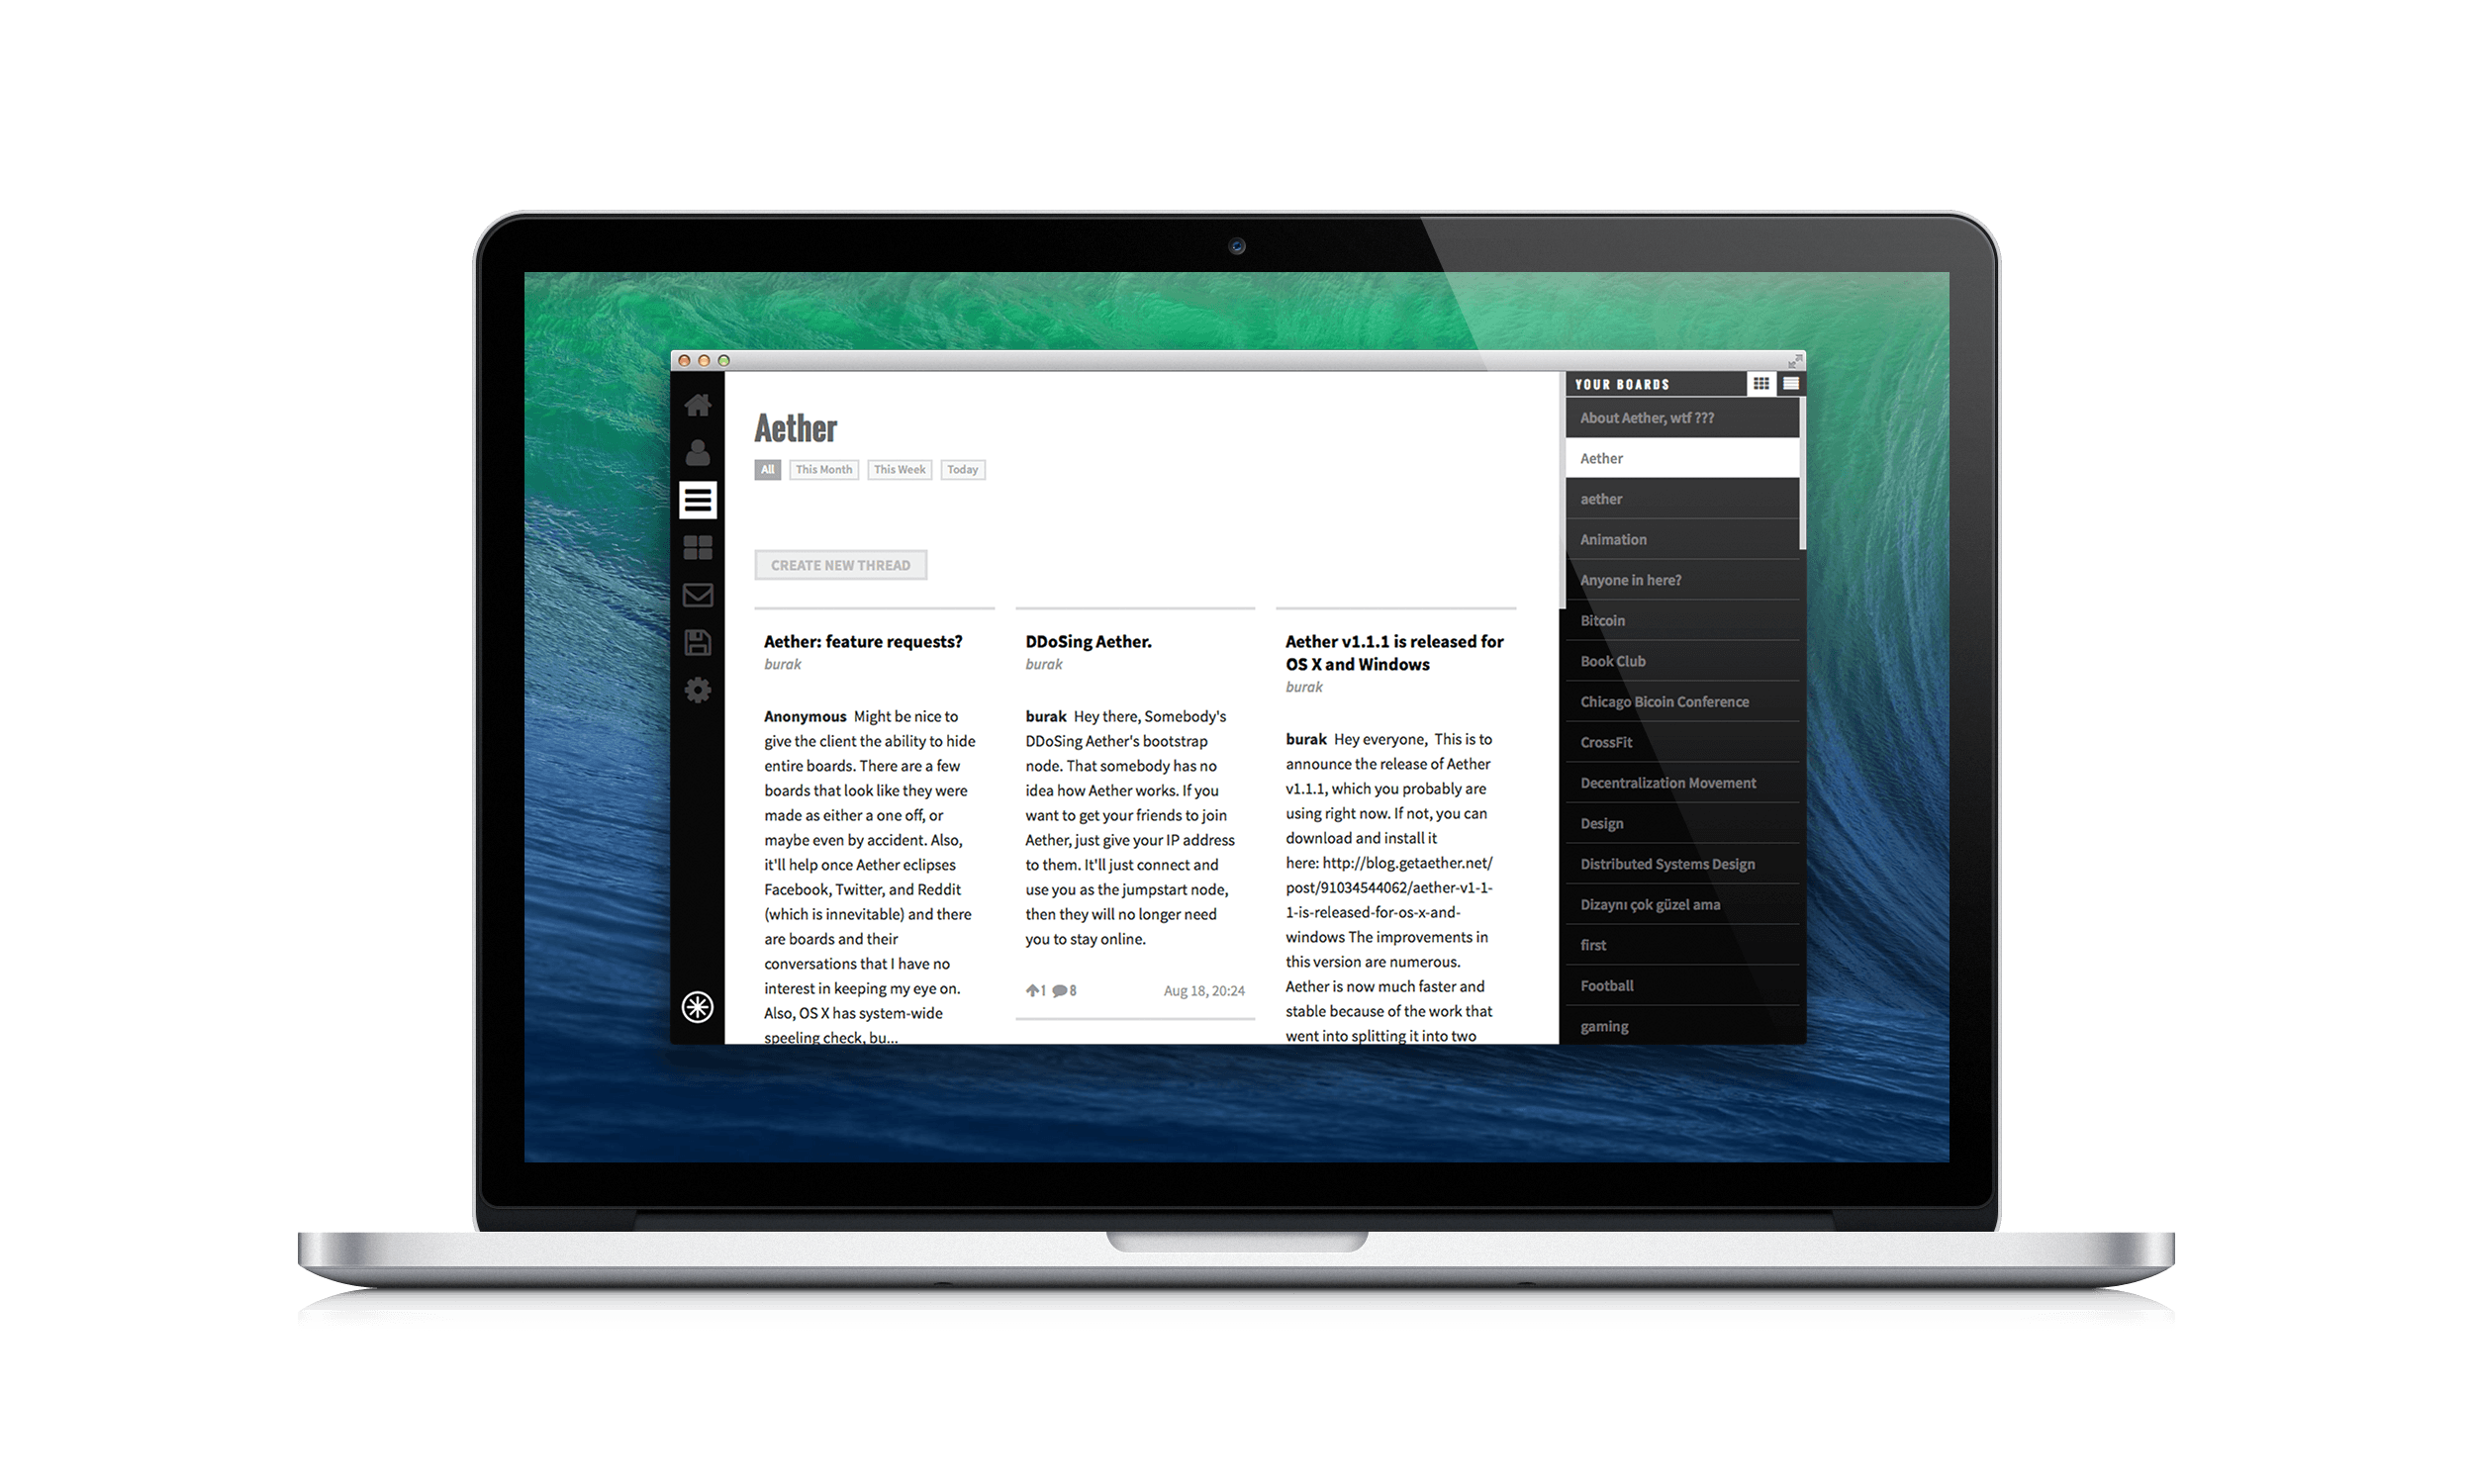 YOUR BOARDS
Aether
All
This Month
This Week
Today
CREATE NEW THREAD
Aether: feature requests?
burak
Anonymous Might be nice to
give the client the ability to hide
entire boards. There are a few
boards that look like they were
made as either a one off, or
maybe even by accident. Also,
it'll help once Aether eclipses
Facebook, Twitter, and Reddit
(which is innevitable) and there
are boards and their
conversations that I have no
interest in keeping my eye on.
Also, OS X has system-wide
speeling check, bu...
DDoSing Aether.
burak
burak Hey there, Somebody's
DDoSing Aether's bootstrap
node. That somebody has no
idea how Aether works. If you
want to get your friends to join
Aether, just give your IP address
to them. It'll just connect and
use you as the jumpstart node,
then they will no longer need
you to stay online.
1 8 Aug 18, 20:24
Aether v1.1.1 is released for
OS X and Windows
burak
burak Hey everyone, This is to
announce the release of Aether
v1.1.1, which you probably are
using right now. If not, you can
download and install it
here: http://blog.getaether.net/
post/91034544062/aether-v1-1-
1-is-released-for-os-x-and-
windows The improvements in
this version are numerous.
Aether is now much faster and
stable because of the work that
went into splitting it into two
About Aether, wtf ???
Aether
aether
Animation
Anyone in here?
Bitcoin
Book Club
Chicago Bicoin Conference
CrossFit
Decentralization Movement
Design
Distributed Systems Design
Dizaynı çok güzel ama
first
Football
gaming